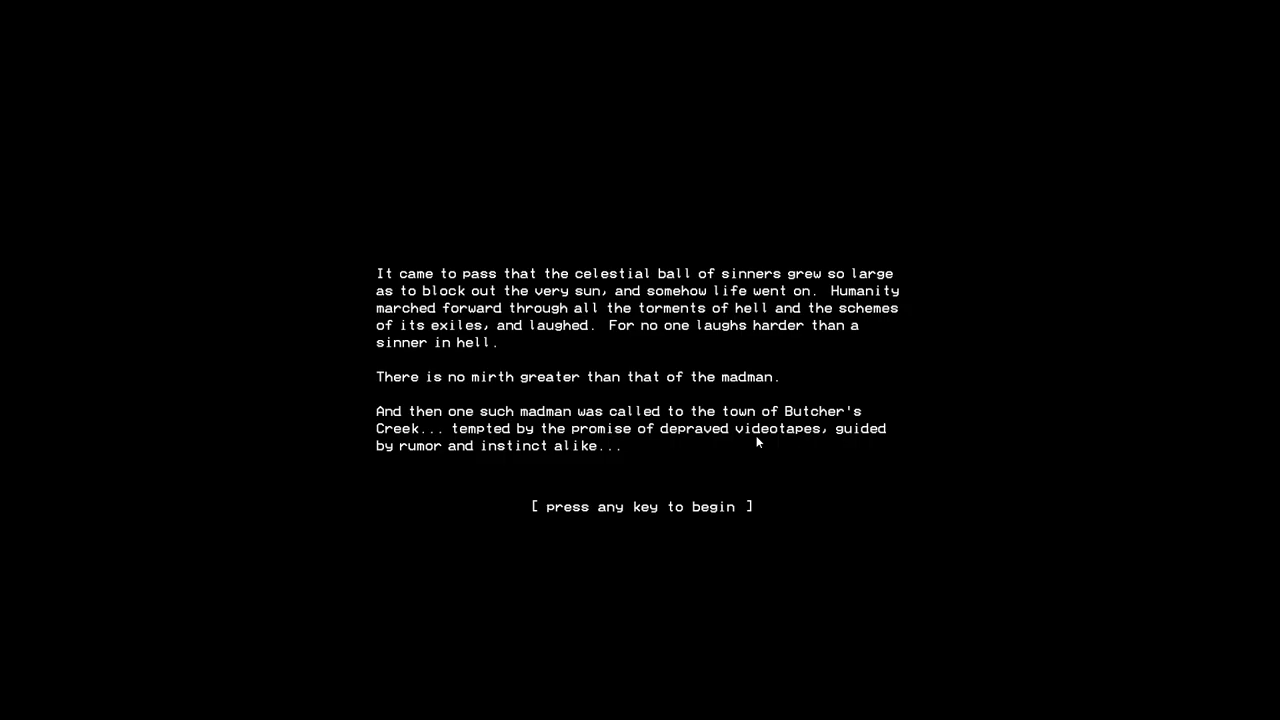 It came to pass that the celestial ball of sinners grew so large
as to block out the very sun, and somehow life went on.  Humanity
marched forward through all the torments of hell and the schemes
of its exiles, and laughed.  For no one laughs harder than a
sinner in hell.
There is no mirth greater than that of the madman.
And then one such madman was called to the town of Butcher's
Creek... tempted by the promise of depraved videotapes, guided
by rumor and instinct alike...
[ press any key to begin ]